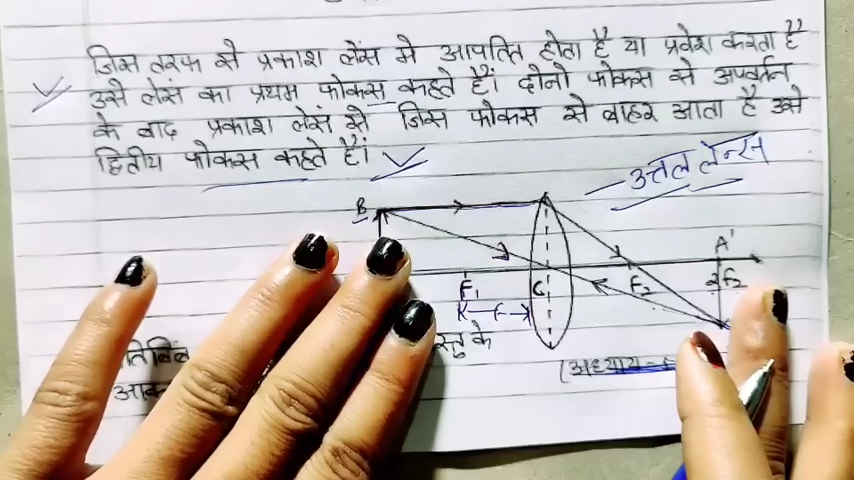 जिस तरफ से प्रकाश लेंस मे आपतित होता है या प्रवेश करता है
उसे लेंस का प्रथम फोकस कहते हैं। दोनो फोकस से अपवर्तन
के बाद प्रकाश लेंस से जिस फोकस से बाहर आता है उसे
द्वितीय फोकस कहते हैं।
उत्तल लेन्स
B
A'
F₁ C F₂ 2F₂
F
के
(अध्याय-